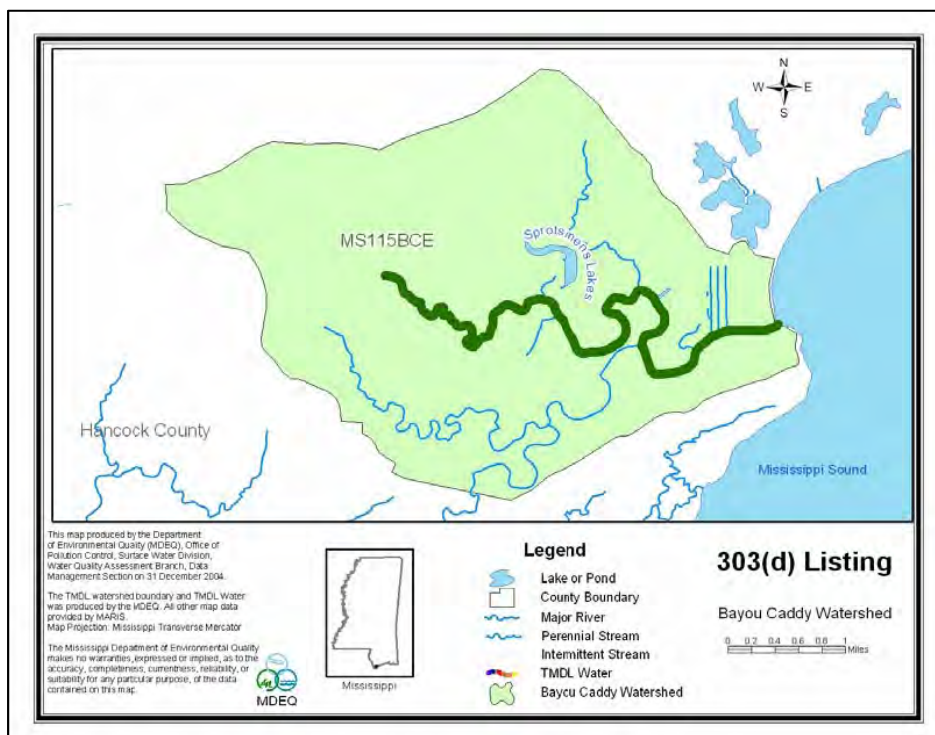 N
W E
S
MS115BCE
Sprotsmens Lakes
Hancock County
Mississippi Sound
This map produced by the Department
of Environmental Quality (MDEQ), Office of
Pollution Control, Surface Water Division,
Water Quality Assessment Branch, Data
Management Section on 31 December 2004.
The TMDL watershed boundary and TMDL Water
was produced by the MDEQ. All other map data
provided by MARIS.
Map Projection: Mississippi Transverse Mercator
The Mississippi Department of Environmental Quality
makes no warranties, expressed or implied, as to the
accuracy, completeness, currentness, reliability, or
suitability for any particular purpose, of the data
contained on this map.
MDEQ
Mississippi
Legend
Lake or Pond
County Boundary
Major River
Perennial Stream
Intermittent Stream
TMDL Water
Bayou Caddy Watershed
303(d) Listing
Bayou Caddy Watershed
0 0.2 0.4 0.6 0.8 1
Miles